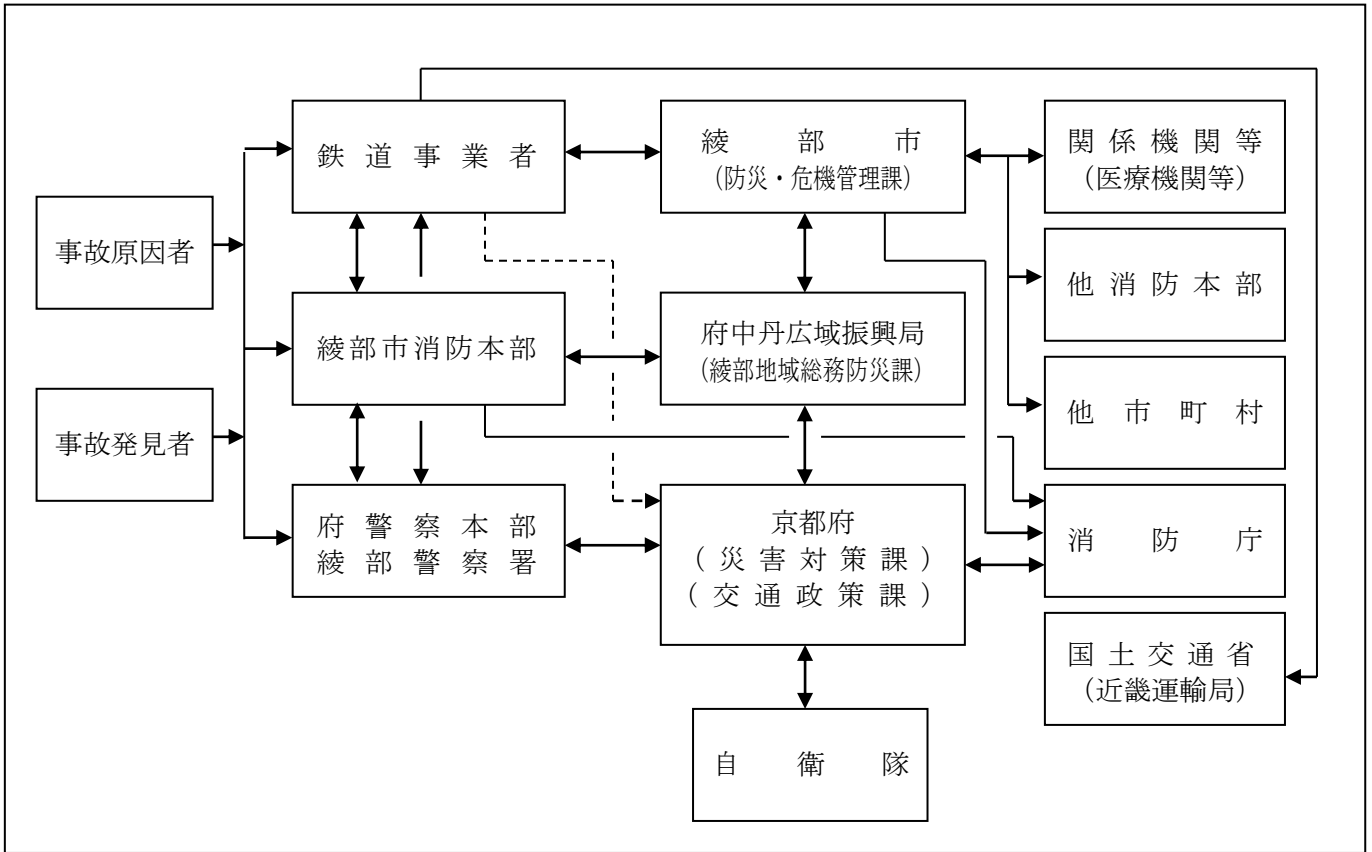 鉄道事業者
綾部市
(防災・危機管理課)
関係機関等
(医療機関等)
事故原因者
他消防本部
綾部市消防本部
府中丹広域振興局
(綾部地域総務防災課)
事故発見者
他市町村
府警察本部
綾部警察署
京都府
(災害対策課)
(交通政策課)
消防庁
国土交通省
(近畿運輸局)
自衛隊